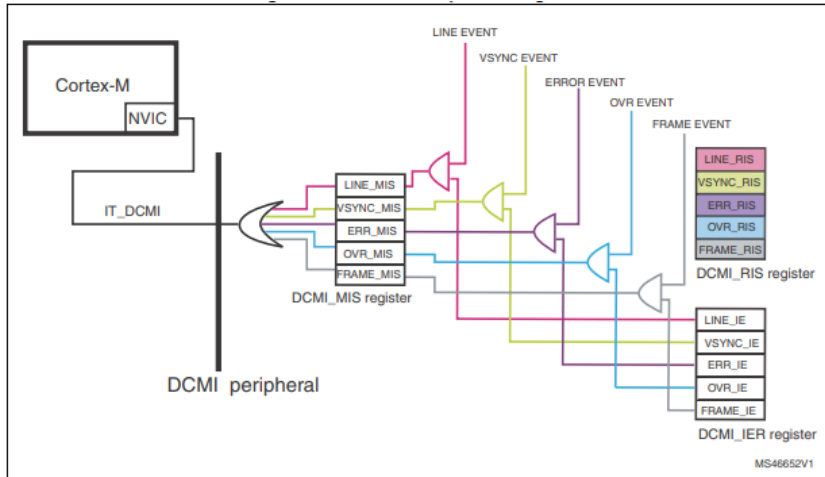 LINE EVENT
VSYNC EVENT
ERROR EVENT
OVR EVENT
FRAME EVENT
Cortex-M
NVIC
IT_DCMI
LINE_MIS
VSYNC_MIS
ERR_MIS
OVR_MIS
FRAME_MIS
DCMI_MIS register
LINE_RIS
VSYNC_RIS
ERR_RIS
OVR_RIS
FRAME_RIS
DCMI_RIS register
LINE_IE
VSYNC_IE
ERR_IE
OVR_IE
FRAME_IE
DCMI_IER register
DCMI peripheral
MS46652V1